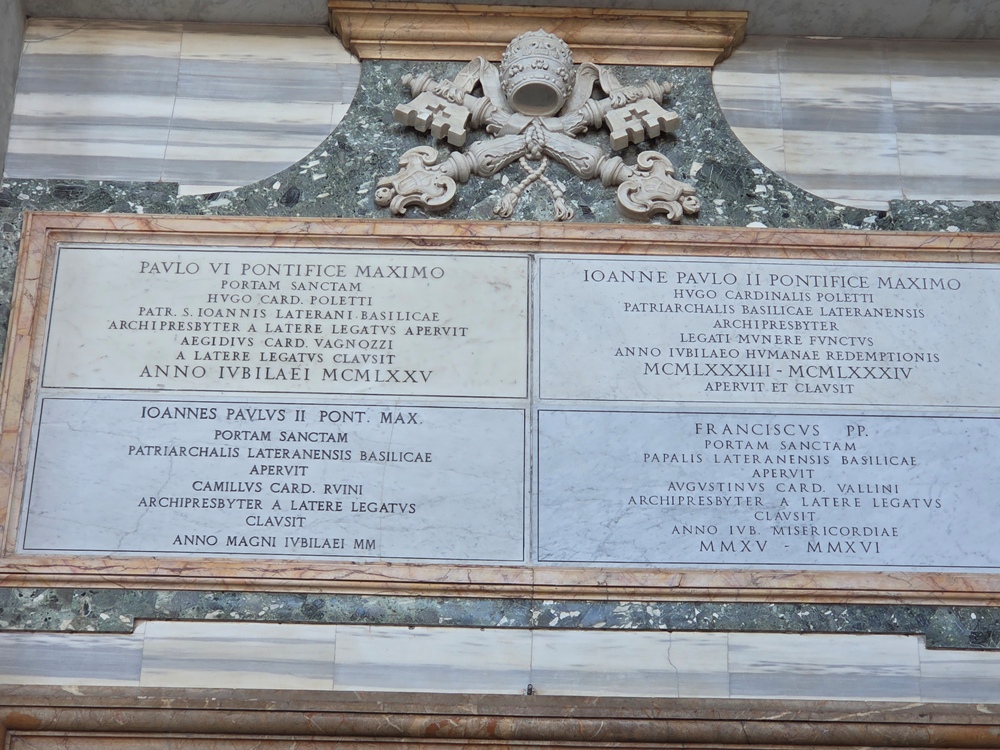 PAVLO VI PONTIFICE MAXIMO
PORTAM SANCTAM
HVGO CARD. POLETTI
PATR. S. IOANNIS LATERANI BASILICAE
ARCHIPRESBYTER A LATERE LEGATVS APERVIT
AEGIDIVS CARD. VAGNOZZI
A LATERE LEGATVS CLAVSIT
ANNO IVBILAEI MCMLXXV
IOANNE PAVLO II PONTIFICE MAXIMO
HVGO CARDINALIS POLETTI
PATRIARCHALIS BASILICAE LATERANENSIS
ARCHIPRESBYTER
LEGATI MVNERE FVNCTVS
ANNO IVBILAEO HVMANAE REDEMPTIONIS
MCMLXXXIII - MCMLXXXIV
APERVIT ET CLAVSIT
IOANNES PAVLVS II PONT. MAX.
PORTAM SANCTAM
PATRIARCHALIS LATERANENSIS BASILICAE
APERVIT
CAMILLVS CARD. RVINI
ARCHIPRESBYTER A LATERE LEGATVS
CLAVSIT
ANNO MAGNI IVBILAEI MM
FRANCISCVS PP.
PORTAM SANCTAM
PAPALIS LATERANENSIS BASILICAE
APERVIT
AVGVSTINVS CARD. VALLINI
ARCHIPRESBYTER A LATERE LEGATVS
CLAVSIT
ANNO IVB. MISERICORDIAE
MMXV - MMXVI